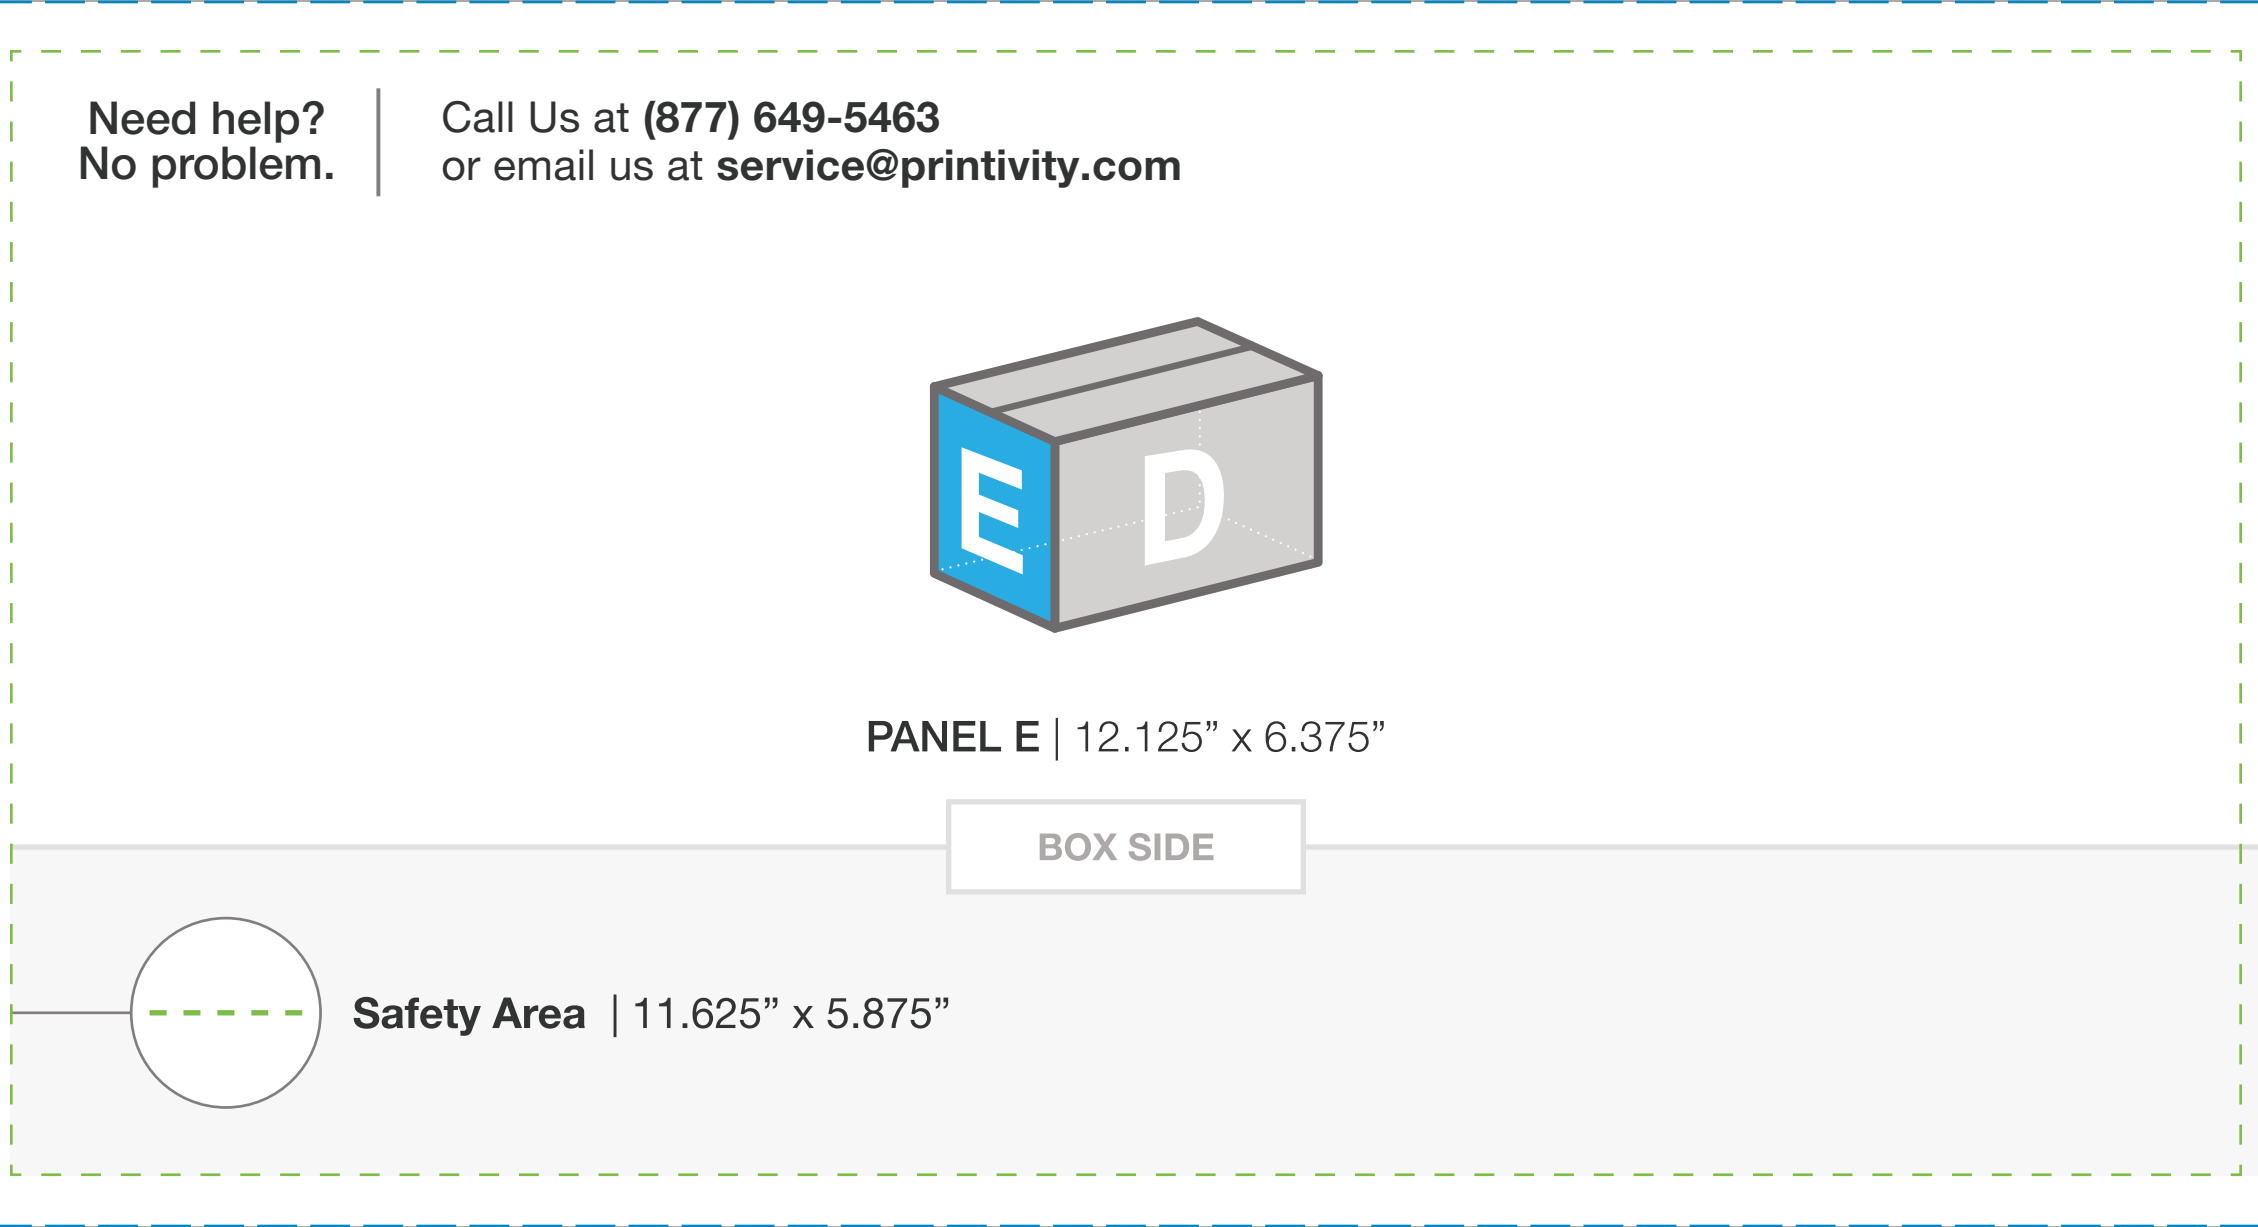 Need help?
No problem.
Call Us at (877) 649-5463
or email us at service@printivity.com
E
D
PANEL E | 12.125” x 6.375”
BOX SIDE
Safety Area | 11.625” x 5.875”